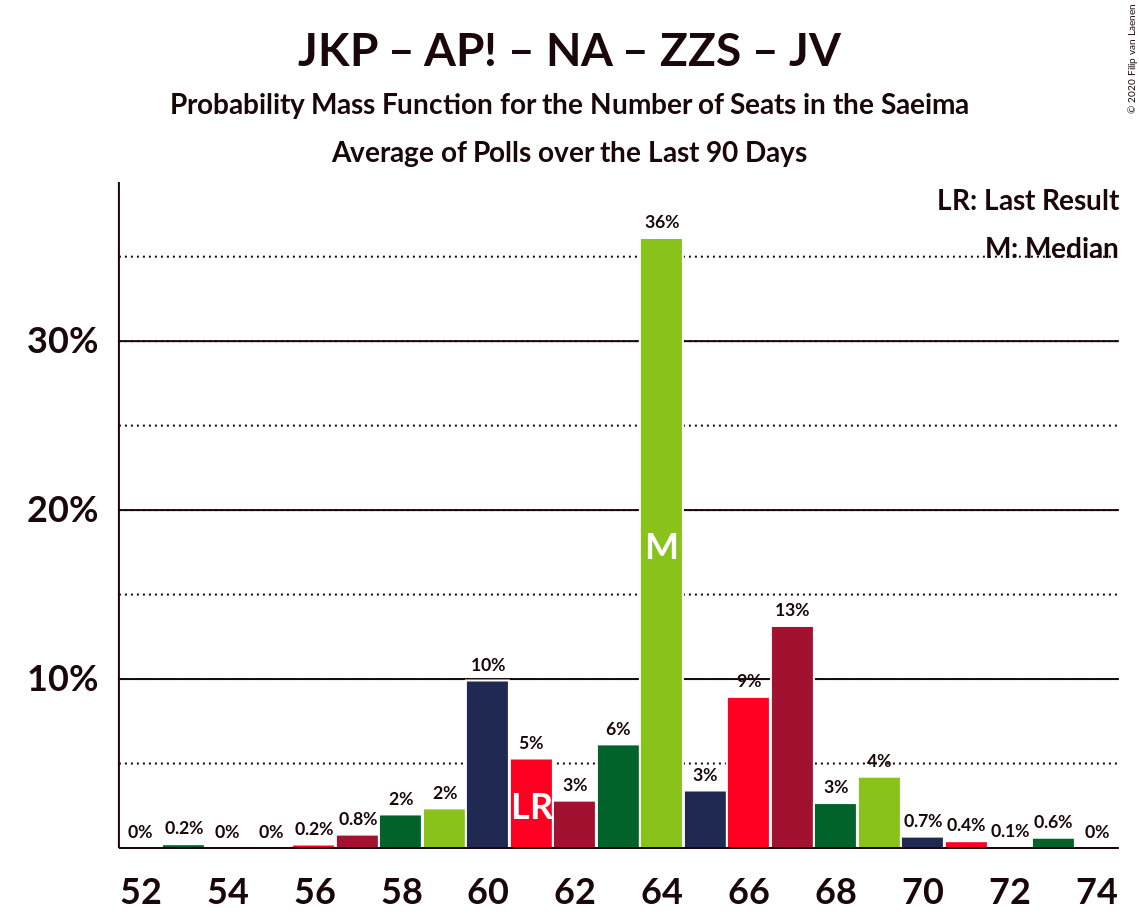 JKP – AP! – NA – ZZS – JV
Probability Mass Function for the Number of Seats in the Saeima
Average of Polls over the Last 90 Days
© 2020 Filip van Laenen
LR: Last Result
M: Median
30%
20%
10%
0%
0.2%
0%
0%
0.2%
0.8%
2%
2%
10%
5%
3%
6%
36%
3%
9%
13%
3%
4%
0.7%
0.4%
0.1%
0.6%
0%
M
LR
52 54 56 58 60 62 64 66 68 70 72 74